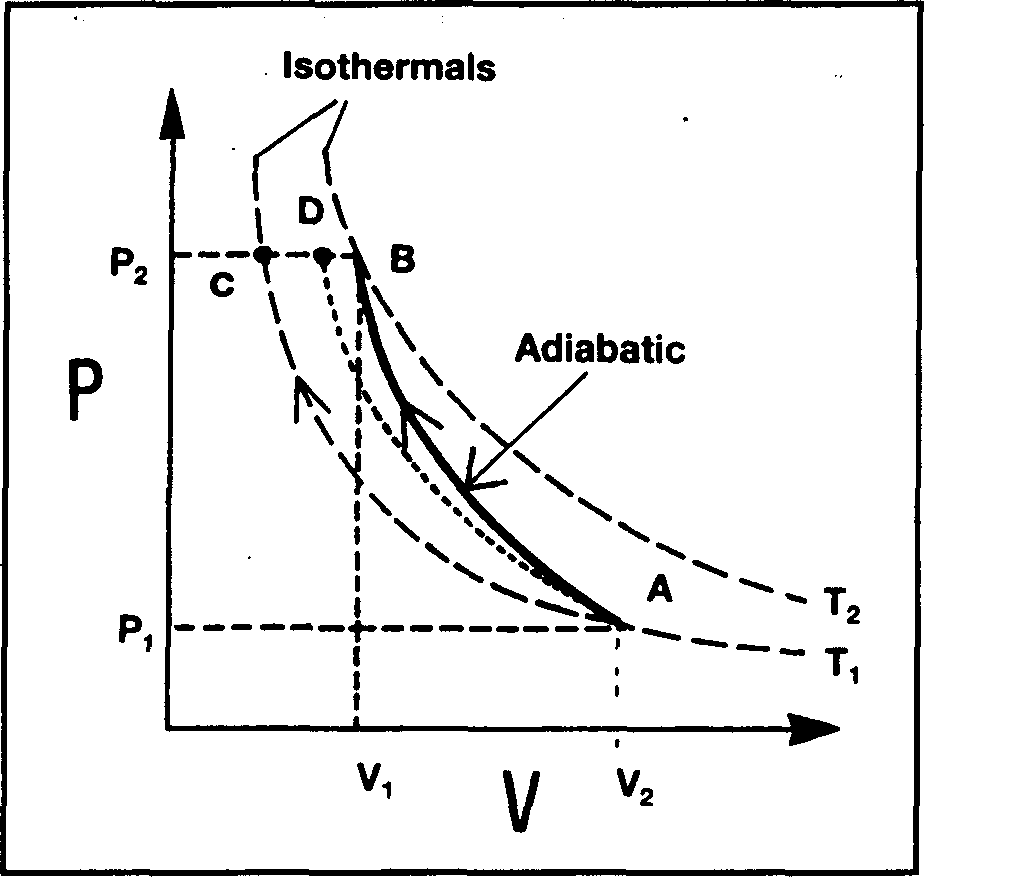 Isothermals
D
P₂
B
C
Adiabatic
P
A
T₂
P₁
T₁
V₁
V
V₂